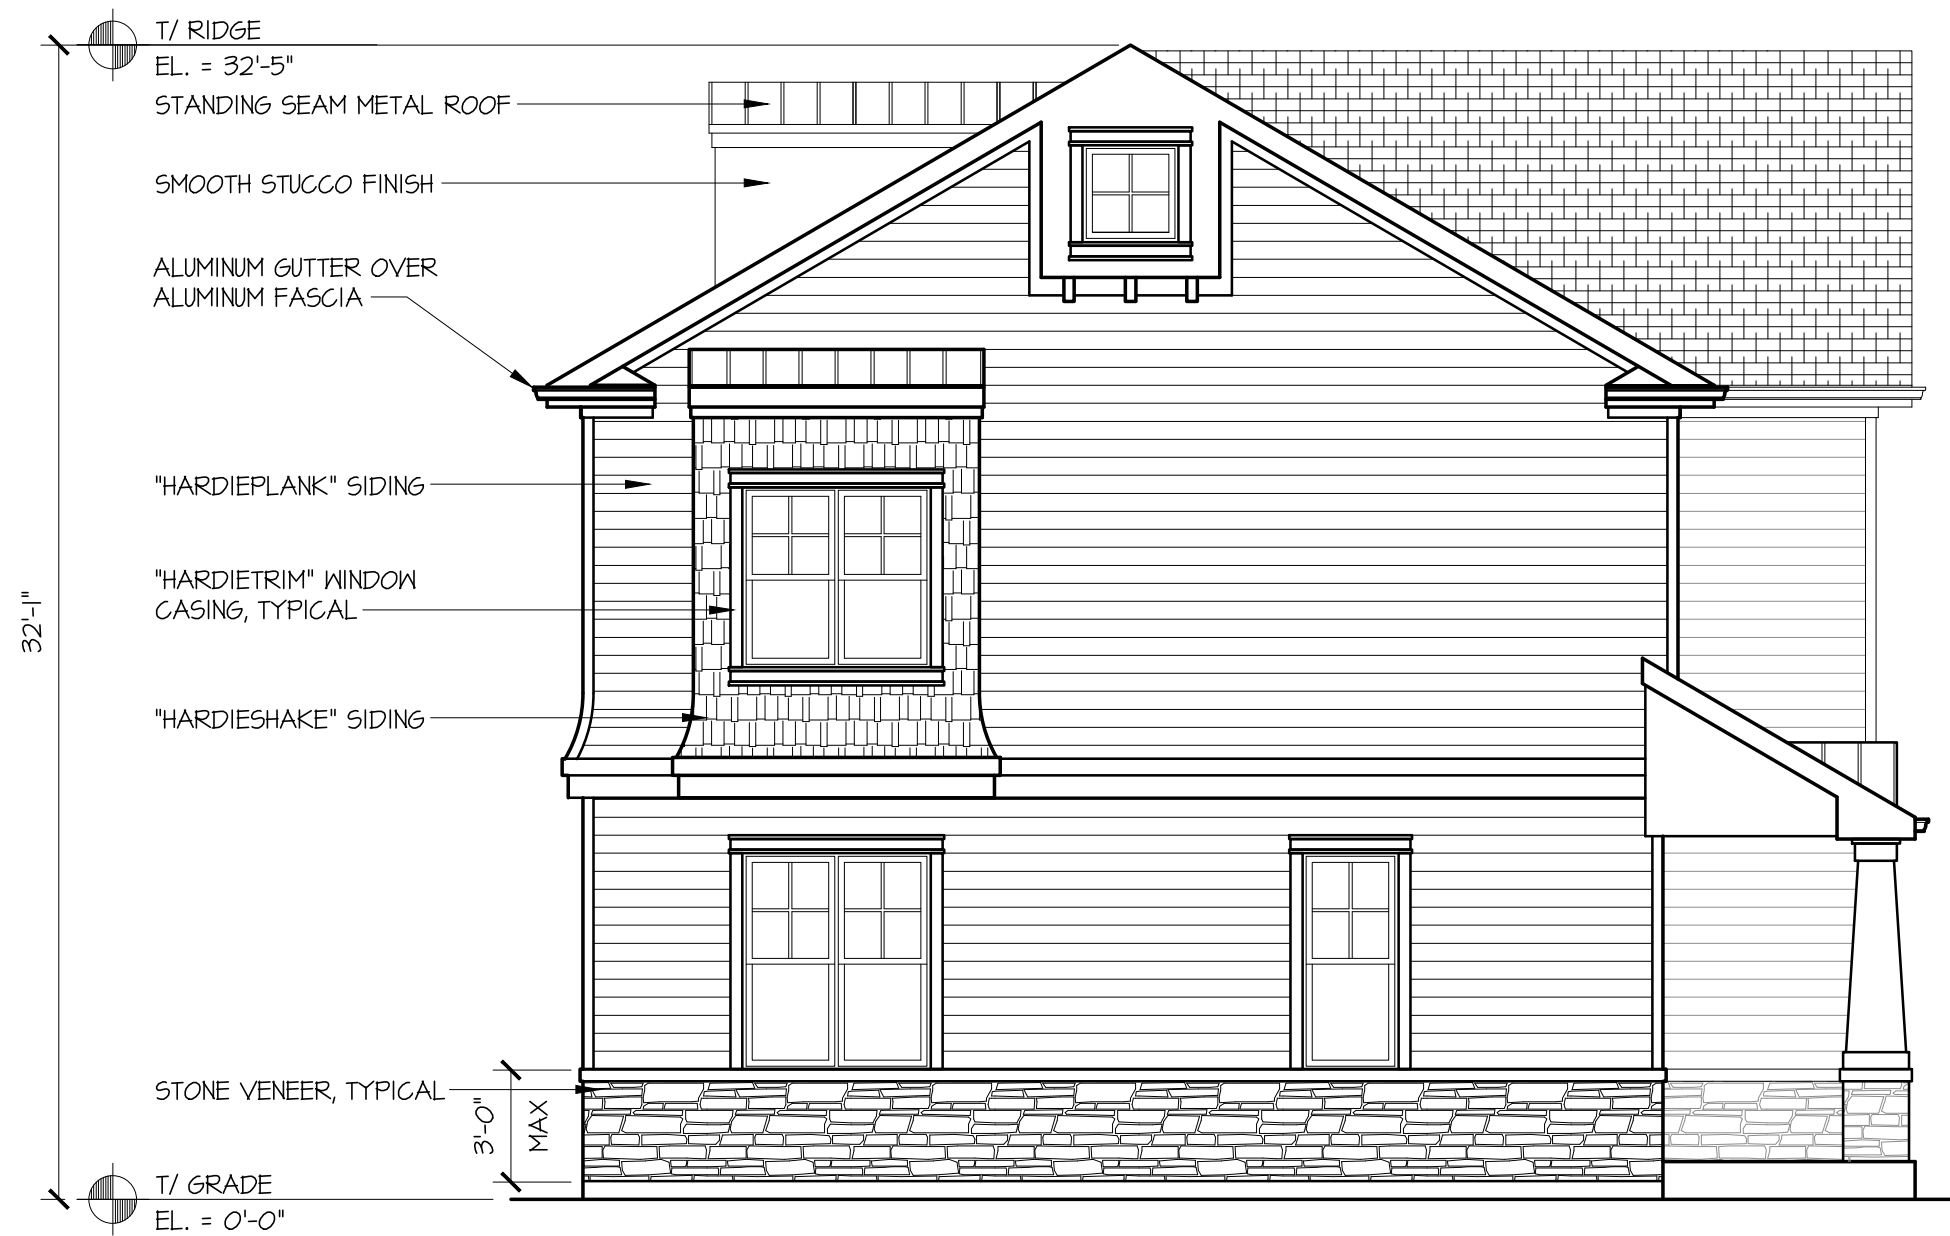 T/ RIDGE
EL. = 32'-5"
STANDING SEAM METAL ROOF
SMOOTH STUCCO FINISH
ALUMINUM GUTTER OVER
ALUMINUM FASCIA
"HARDIEPLANK" SIDING
"HARDIETRIM" WINDOW
CASING, TYPICAL
32'-1"
"HARDIESHAKE" SIDING
STONE VENEER, TYPICAL
3'-0"
MAX
T/ GRADE
EL. = 0'-0"